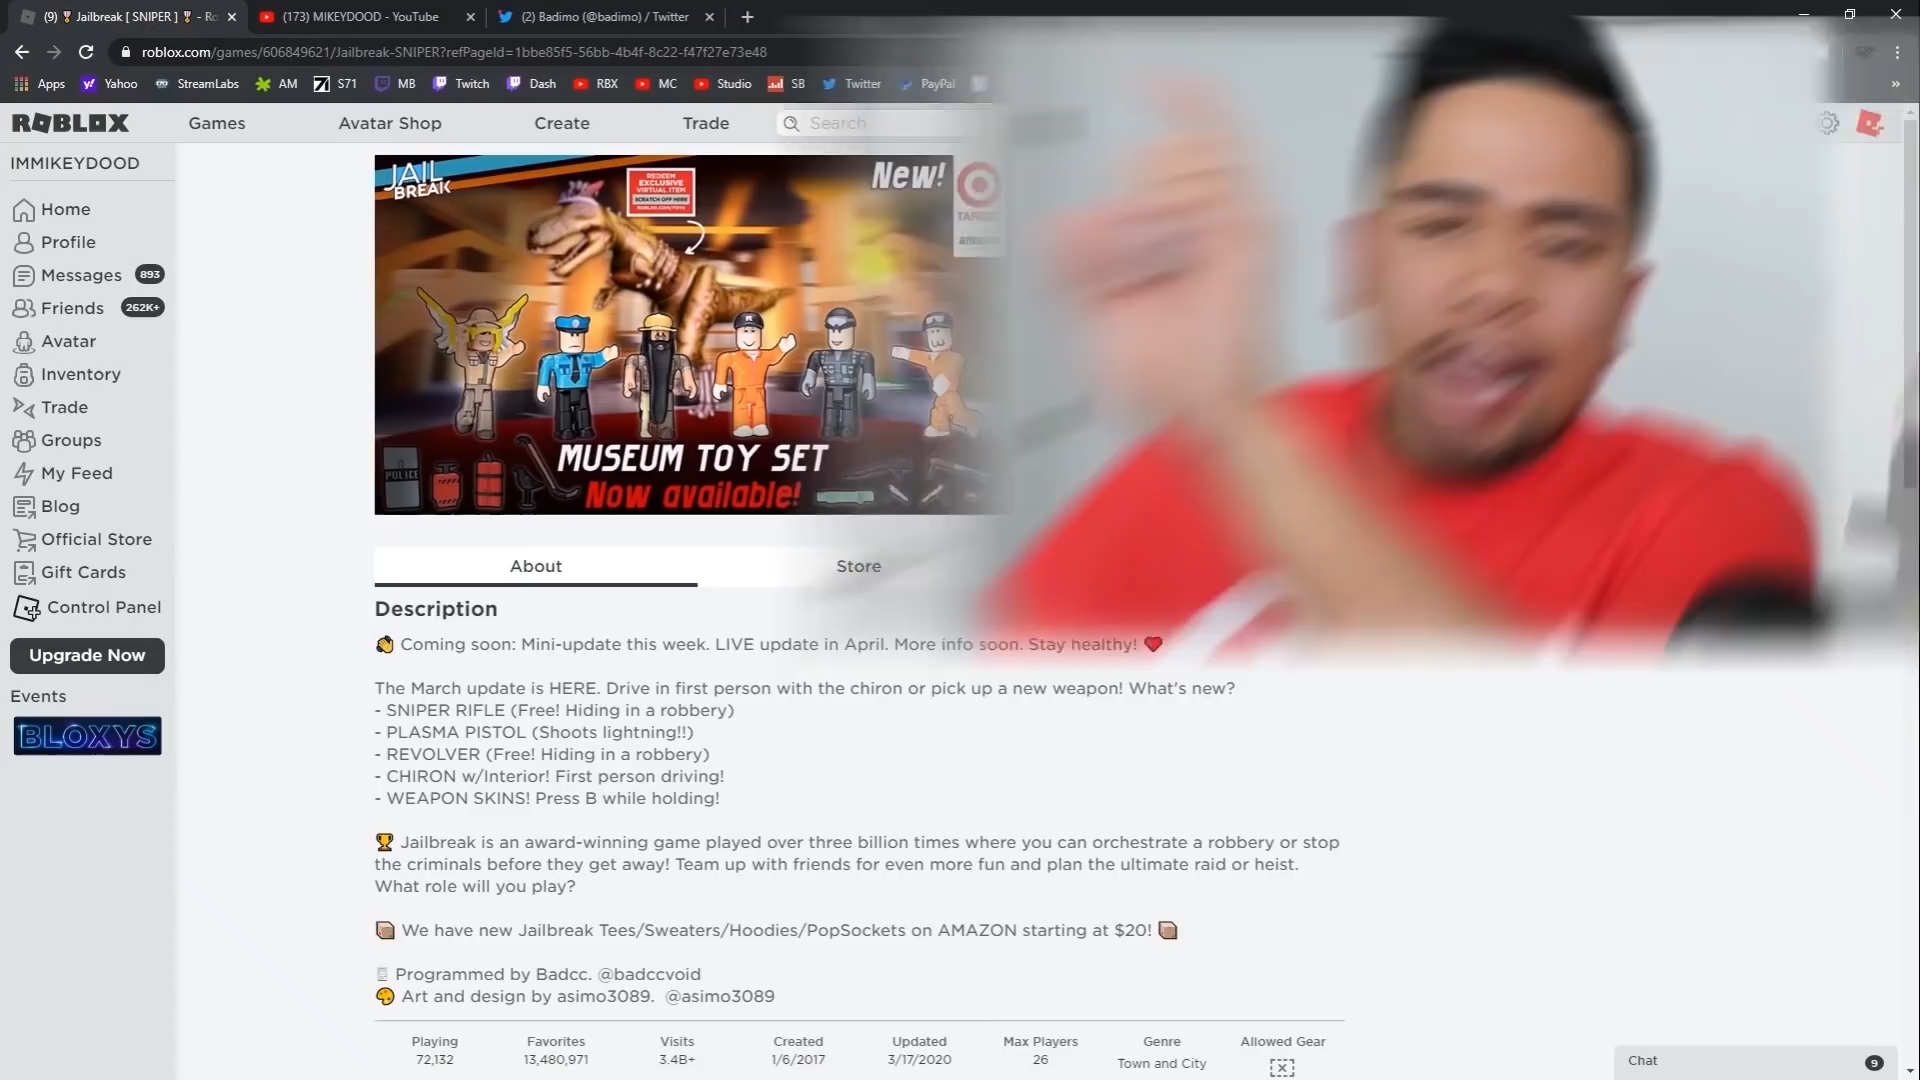 (9) 🎖 Jailbreak [ SNIPER ] 🎖 - Ro
(173) MIKEYDOOD - YouTube
(2) Badimo (@badimo) / Twitter
roblox.com/games/606849621/Jailbreak-SNIPER?refPageId=1bbe85f5-56bb-4b4f-8c22-f47f27e73e48
Apps
Yahoo
StreamLabs
AM
S71
MB
Twitch
Dash
RBX
MC
Studio
SB
Twitter
PayPal
ROBLOX
Games
Avatar Shop
Create
Trade
Search
IMMIKEYDOOD
Home
Profile
Messages 893
Friends 262K+
Avatar
Inventory
Trade
Groups
My Feed
Blog
Official Store
Gift Cards
Control Panel
Upgrade Now
Events
BLOXYS
JAIL
BREAK
REDEEM
EXCLUSIVE
VIRTUAL ITEM
SCRATCH OFF HERE
ROBLOX.COM/TOYS
New!
POLICE
MUSEUM TOY SET
Now available!
About
Store
Description
👋 Coming soon: Mini-update this week. LIVE update in April. More info soon. Stay healthy! ❤️
The March update is HERE. Drive in first person with the chiron or pick up a new weapon! What's new?
- SNIPER RIFLE (Free! Hiding in a robbery)
- PLASMA PISTOL (Shoots lightning!!)
- REVOLVER (Free! Hiding in a robbery)
- CHIRON w/Interior! First person driving!
- WEAPON SKINS! Press B while holding!
🏆 Jailbreak is an award-winning game played over three billion times where you can orchestrate a robbery or stop
the criminals before they get away! Team up with friends for even more fun and plan the ultimate raid or heist.
What role will you play?
📦 We have new Jailbreak Tees/Sweaters/Hoodies/PopSockets on AMAZON starting at $20! 📦
Programmed by Badcc. @badccvoid
🎨 Art and design by asimo3089. @asimo3089
Playing
72,132
Favorites
13,480,971
Visits
3.4B+
Created
1/6/2017
Updated
3/17/2020
Max Players
26
Genre
Town and City
Allowed Gear
Chat
9